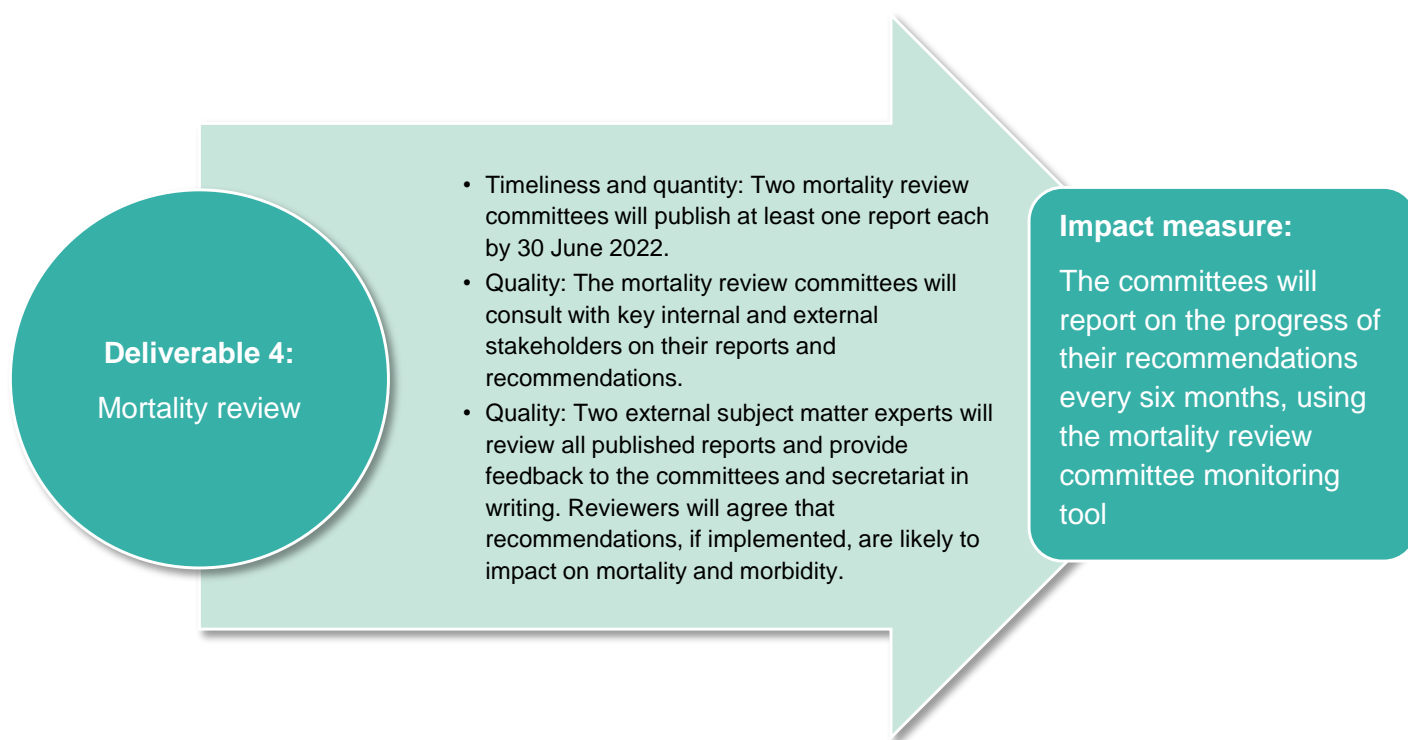 Deliverable 4:
Mortality review
• Timeliness and quantity: Two mortality review
committees will publish at least one report each
by 30 June 2022.
• Quality: The mortality review committees will
consult with key internal and external
stakeholders on their reports and
recommendations.
• Quality: Two external subject matter experts will
review all published reports and provide
feedback to the committees and secretariat in
writing. Reviewers will agree that
recommendations, if implemented, are likely to
impact on mortality and morbidity.
Impact measure:
The committees will
report on the progress of
their recommendations
every six months, using
the mortality review
committee monitoring
tool